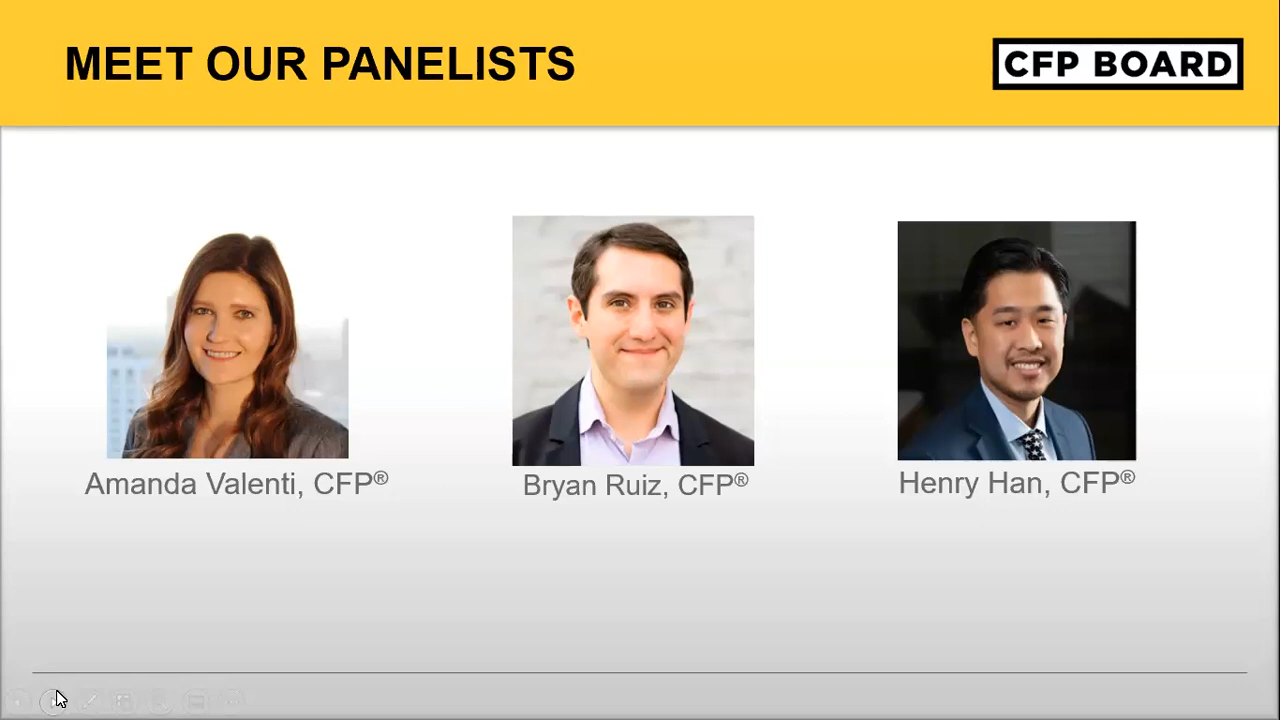 MEET OUR PANELISTS
CFP BOARD
Amanda Valenti, CFP®
Bryan Ruiz, CFP®
Henry Han, CFP®